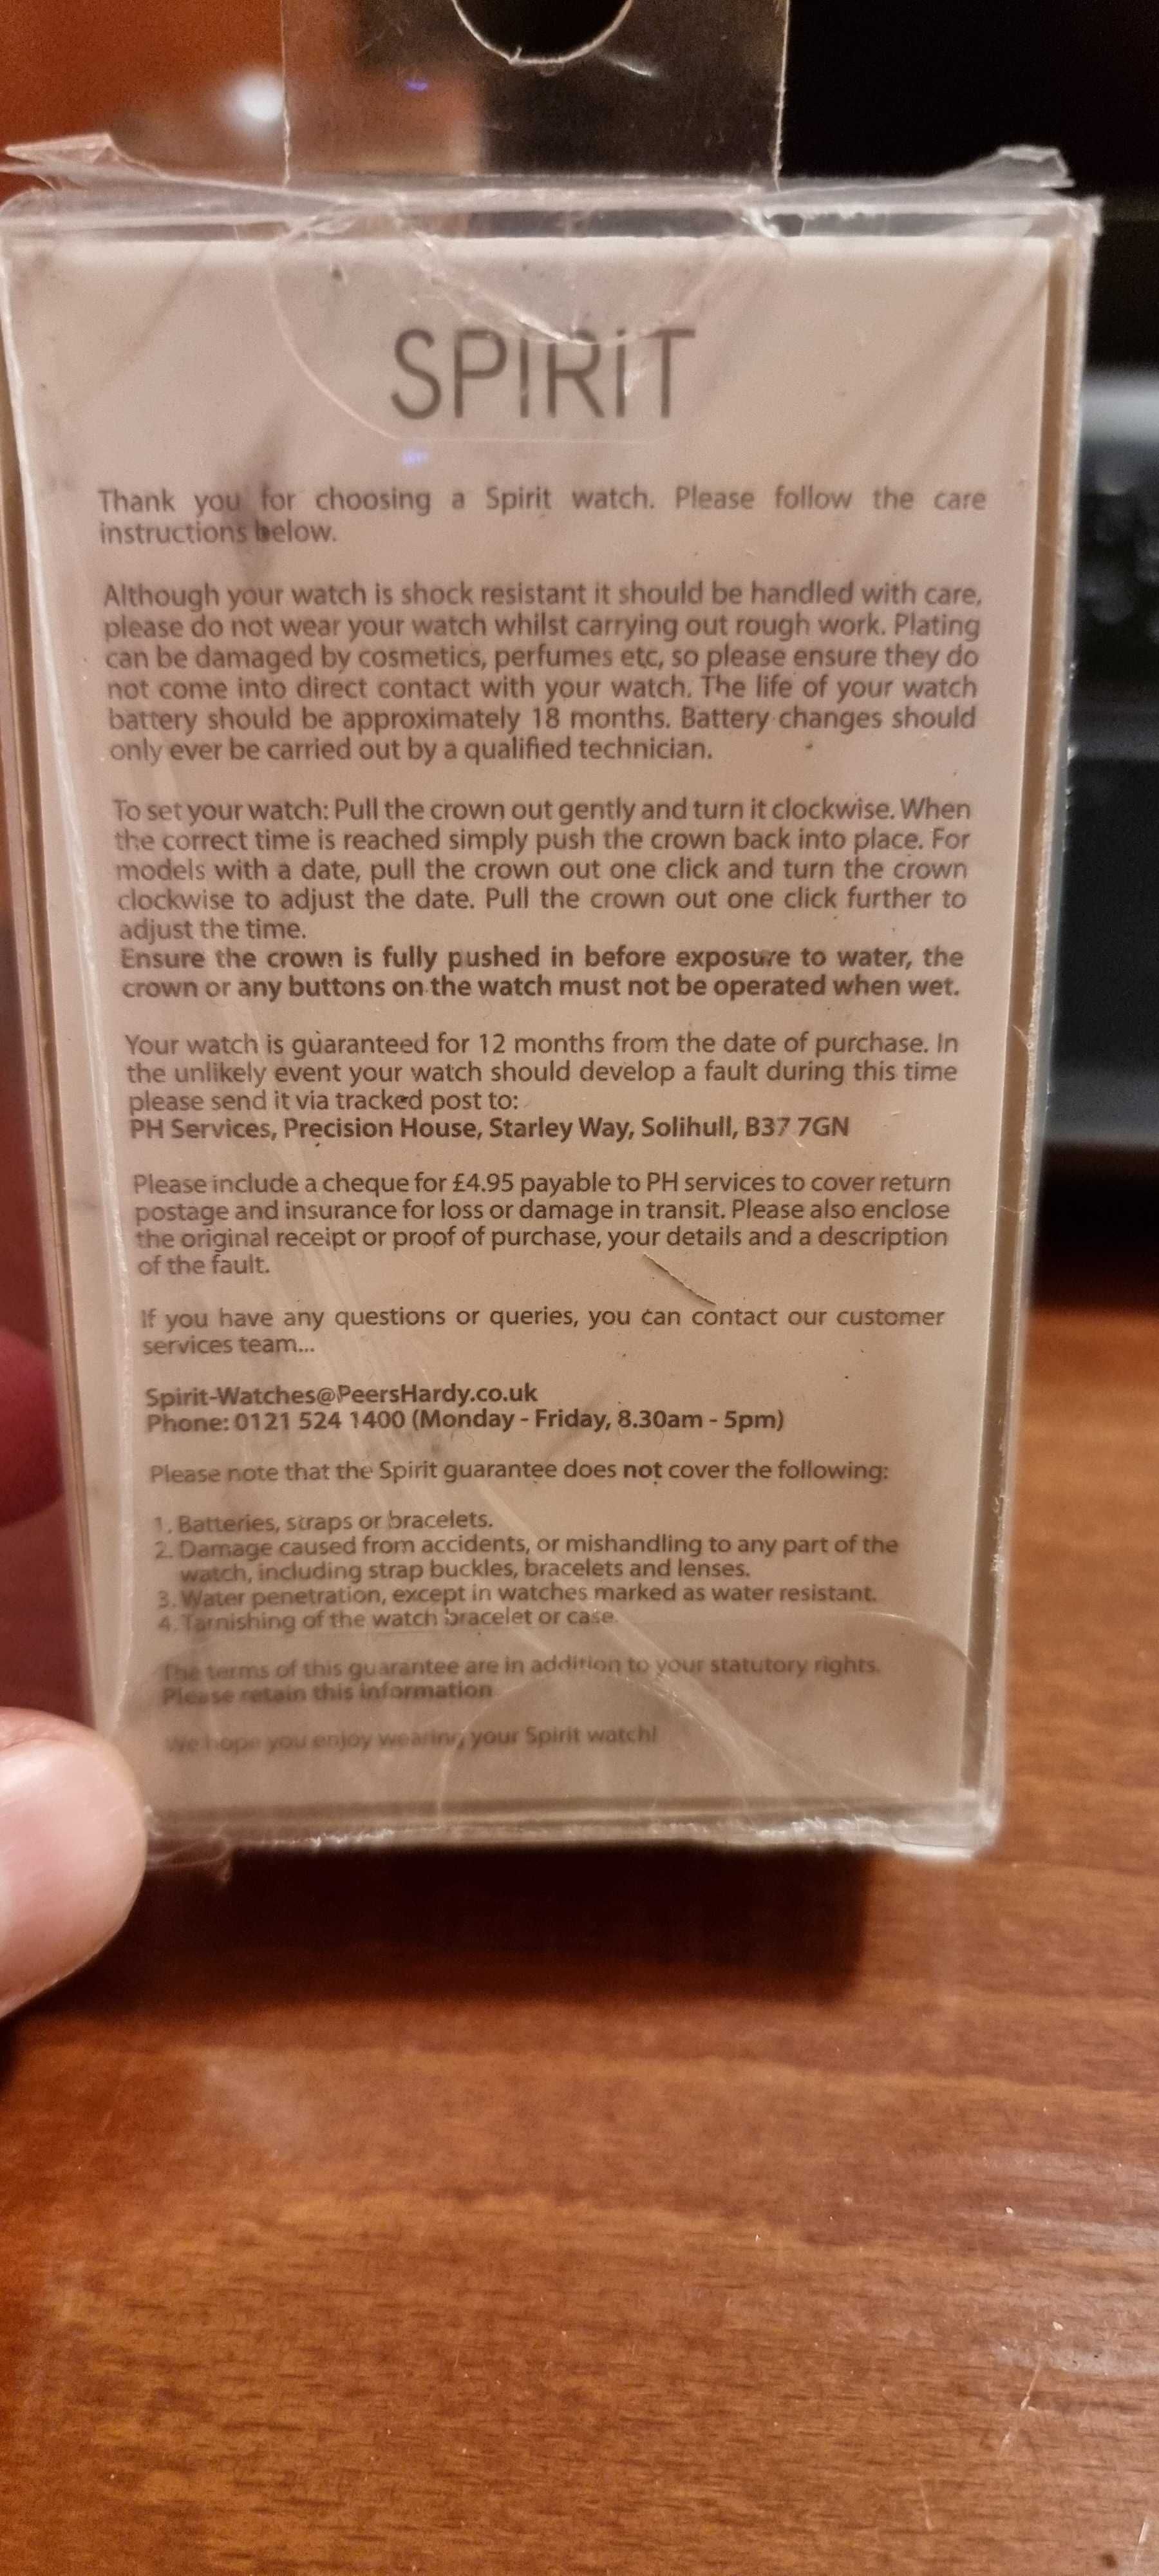 SPIRiT
Thank you for choosing a Spirit watch. Please follow the care
instructions below.
Although your watch is shock resistant it should be handled with care,
please do not wear your watch whilst carrying out rough work. Plating
can be damaged by cosmetics, perfumes etc, so please ensure they do
not come into direct contact with your watch. The life of your watch
battery should be approximately 18 months. Battery changes should
only ever be carried out by a qualified technician.
To set your watch: Pull the crown out gently and turn it clockwise. When
the correct time is reached simply push the crown back into place. For
models with a date, pull the crown out one click and turn the crown
clockwise to adjust the date. Pull the crown out one click further to
adjust the time.
Ensure the crown is fully pushed in before exposure to water, the
crown or any buttons on the watch must not be operated when wet.
Your watch is guaranteed for 12 months from the date of purchase. In
the unlikely event your watch should develop a fault during this time
please send it via tracked post to:
PH Services, Precision House, Starley Way, Solihull, B37 7GN
Please include a cheque for £4.95 payable to PH services to cover return
postage and insurance for loss or damage in transit. Please also enclose
the original receipt or proof of purchase, your details and a description
of the fault.
If you have any questions or queries, you can contact our customer
services team...
Spirit-Watches@PeersHardy.co.uk
Phone: 0121 524 1400 (Monday - Friday, 8.30am - 5pm)
Please note that the Spirit guarantee does not cover the following:
1. Batteries, straps or bracelets.
2. Damage caused from accidents, or mishandling to any part of the
watch, including strap buckles, bracelets and lenses.
3. Water penetration, except in watches marked as water resistant.
4. Tarnishing of the watch bracelet or case.
The terms of this guarantee are in addition to your statutory rights.
Please retain this information
We hope you enjoy wearing your Spirit watch!